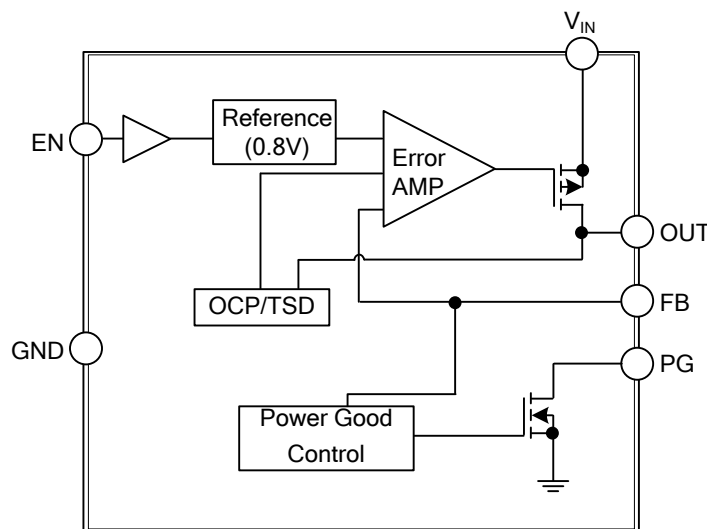 VIN
EN
Reference
(0.8V)
Error
AMP
OUT
OCP/TSD
FB
GND
PG
Power Good
Control